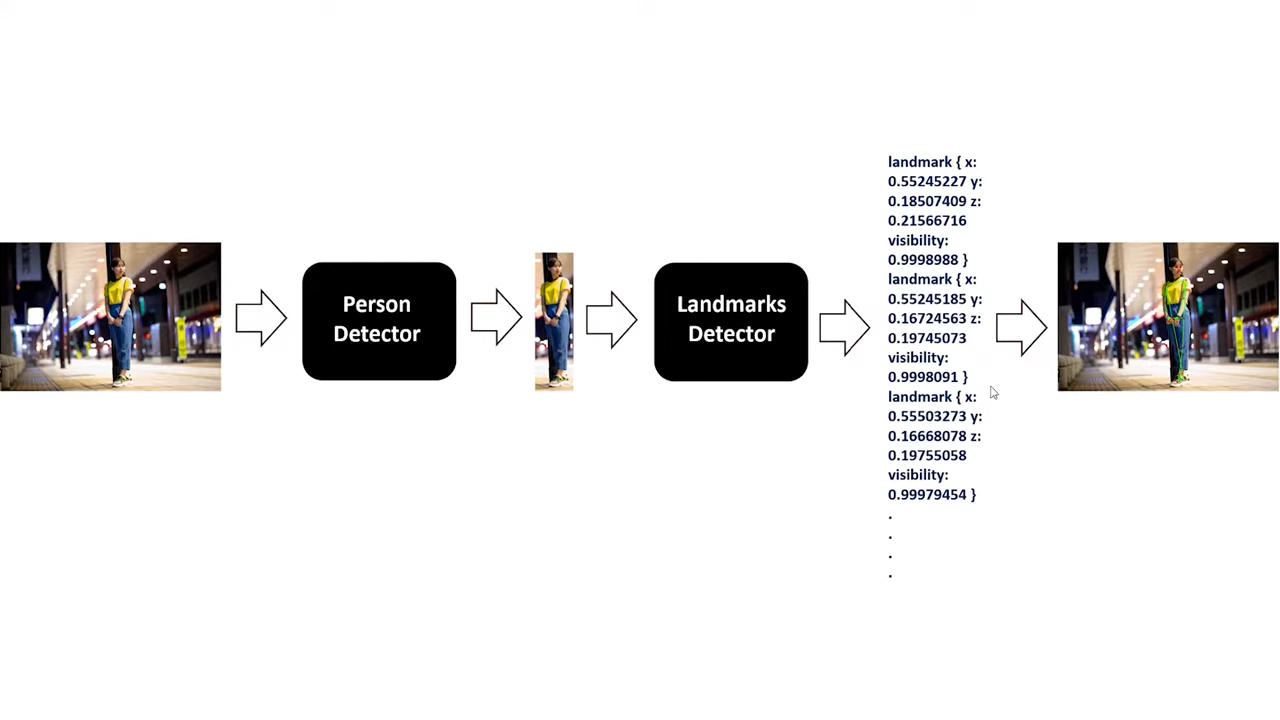 Person
Detector
Landmarks
Detector
landmark { x:
0.55245227 y:
0.18507409 z:
0.21566716
visibility:
0.9998988 }
landmark { x:
0.55245185 y:
0.16724563 z:
0.19745073
visibility:
0.9998091 }
landmark { x:
0.55503273 y:
0.16668078 z:
0.19755058
visibility:
0.99979454 }
.
.
.
.